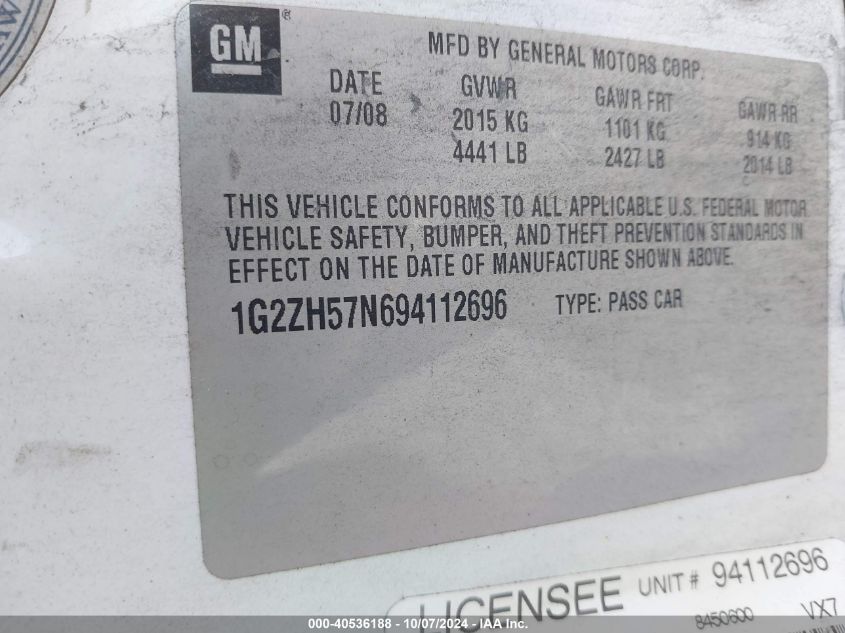 GM
MFD BY GENERAL MOTORS CORP.
DATE GVWR GAWR FRT GAWR RR
07/08 2015 KG 1101 KG 914 KG
4441 LB 2427 LB 2014 LB
THIS VEHICLE CONFORMS TO ALL APPLICABLE U.S. FEDERAL MOTOR
VEHICLE SAFETY, BUMPER, AND THEFT PREVENTION STANDARDS IN
EFFECT ON THE DATE OF MANUFACTURE SHOWN ABOVE.
1G2ZH57N694112696 TYPE: PASS CAR
LICENSEE UNIT # 94112696
8450600 VX7
000-40536188 - 10/07/2024 - IAA Inc.